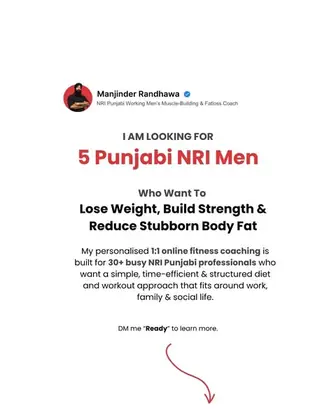 Manjinder Randhawa
NRI Punjabi Working Men's Muscle-Building & Fatloss Coach
I AM LOOKING FOR
5 Punjabi NRI Men
Who Want To
Lose Weight, Build Strength &
Reduce Stubborn Body Fat
My personalised 1:1 online fitness coaching is
built for 30+ busy NRI Punjabi professionals who
want a simple, time-efficient & structured diet
and workout approach that fits around work,
family & social life.
DM me “Ready” to learn more.